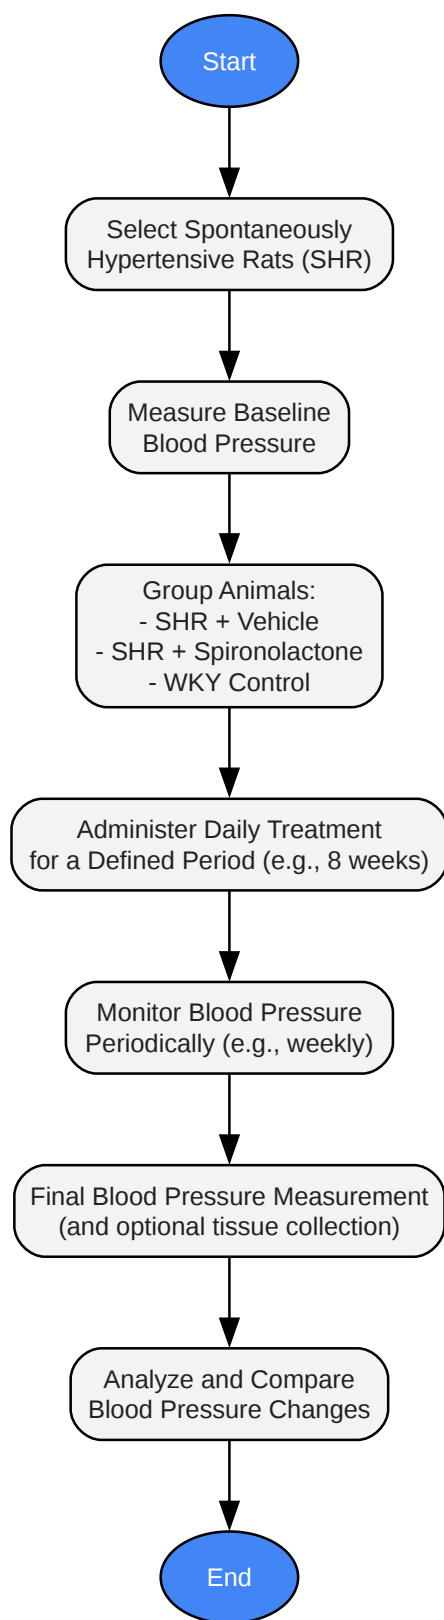 Start
Select Spontaneously
Hypertensive Rats (SHR)
Measure Baseline
Blood Pressure
Group Animals:
- SHR + Vehicle
- SHR + Spironolactone
- WKY Control
Administer Daily Treatment
for a Defined Period (e.g., 8 weeks)
Monitor Blood Pressure
Periodically (e.g., weekly)
Final Blood Pressure Measurement
(and optional tissue collection)
Analyze and Compare
Blood Pressure Changes
End